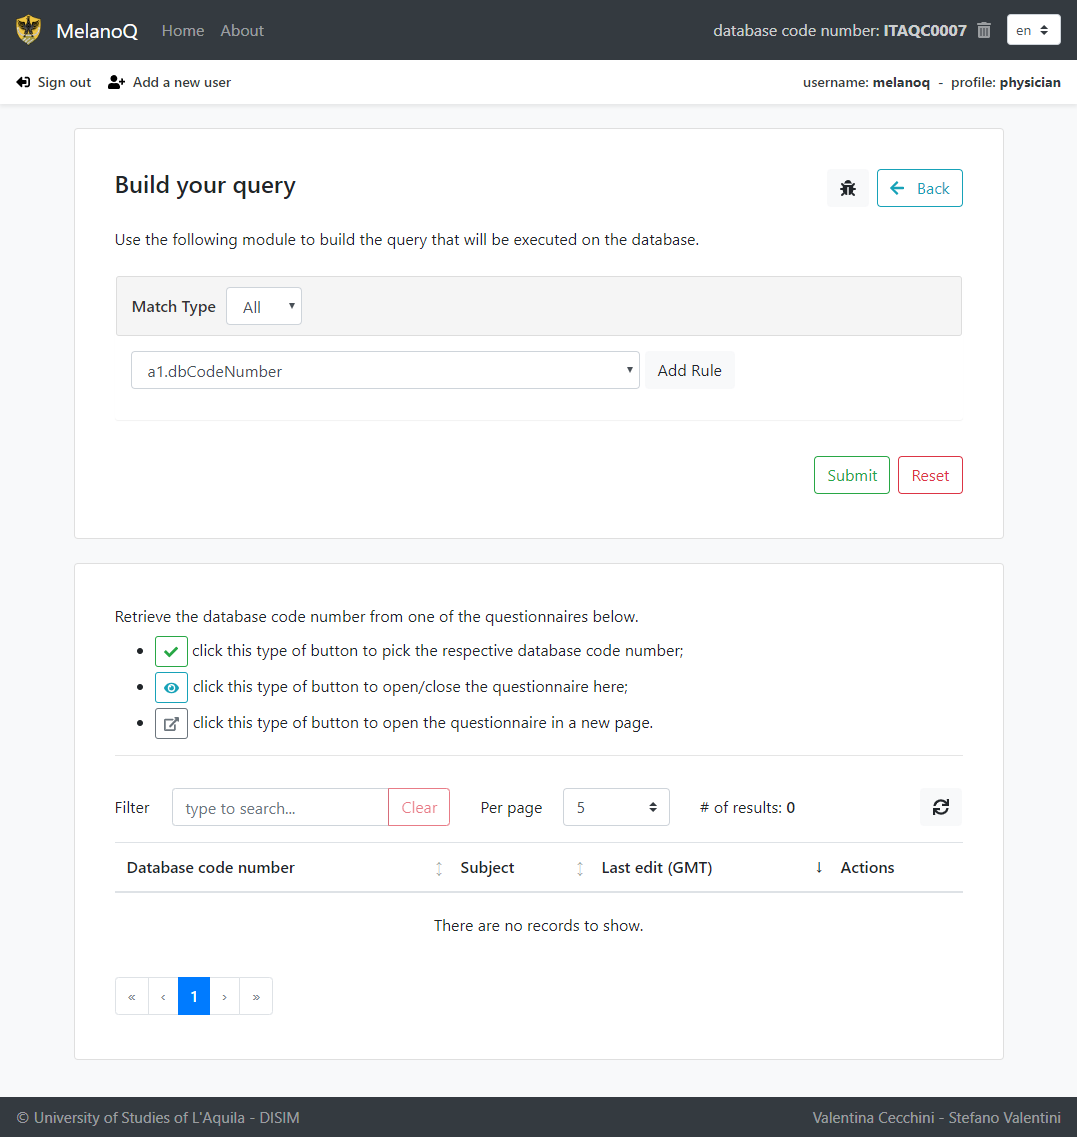 MelanoQ Home About database code number: ITAQC0007 en
Sign out Add a new user username: melanoq - profile: physician
Build your query
Back
Use the following module to build the query that will be executed on the database.
Match Type All
a1.dbCodeNumber Add Rule
Submit Reset
Retrieve the database code number from one of the questionnaires below.
• click this type of button to pick the respective database code number;
• click this type of button to open/close the questionnaire here;
• click this type of button to open the questionnaire in a new page.
Filter type to search... Clear Per page 5 # of results: 0
Database code number Subject Last edit (GMT) Actions
There are no records to show.
« ‹ 1 › »
© University of Studies of L'Aquila - DISIM Valentina Cecchini - Stefano Valentini